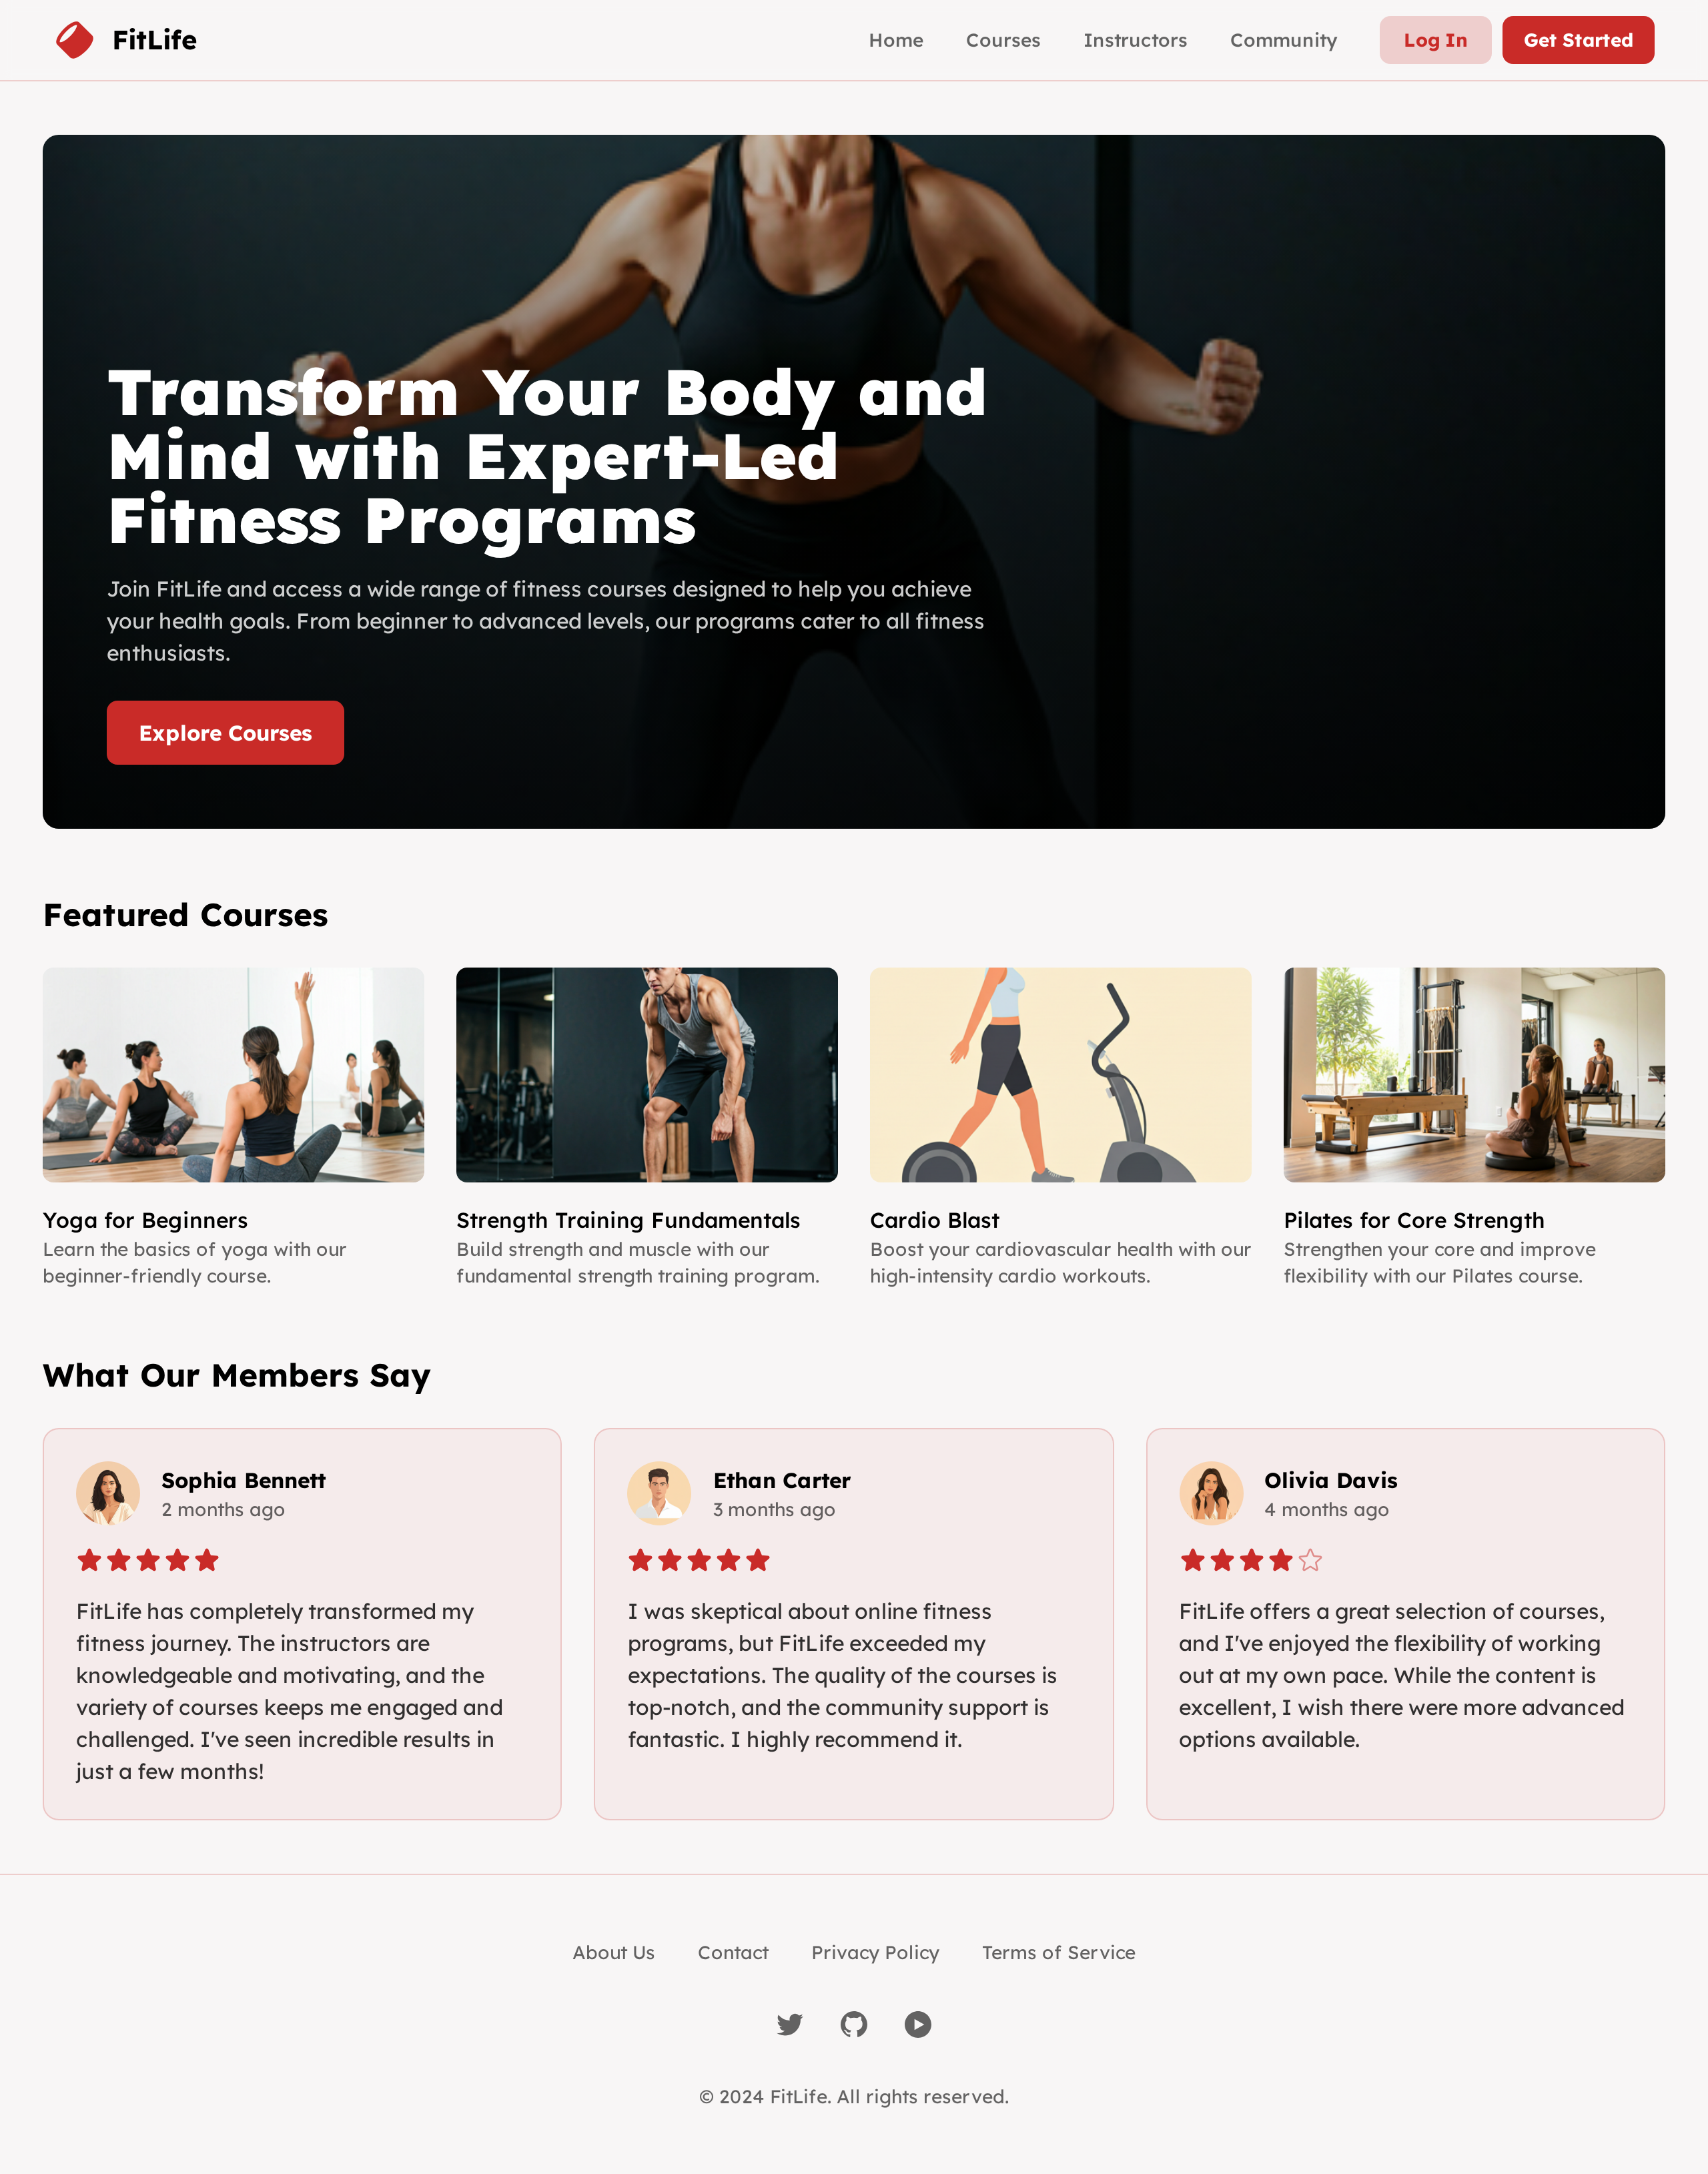 FitLife
Home
Courses
Instructors
Community
Log In
Get Started
Transform Your Body and
Mind with Expert-Led
Fitness Programs
Join FitLife and access a wide range of fitness courses designed to help you achieve
your health goals. From beginner to advanced levels, our programs cater to all fitness
enthusiasts.
Explore Courses
Featured Courses
Yoga for Beginners
Learn the basics of yoga with our
beginner-friendly course.
Strength Training Fundamentals
Build strength and muscle with our
fundamental strength training program.
Cardio Blast
Boost your cardiovascular health with our
high-intensity cardio workouts.
Pilates for Core Strength
Strengthen your core and improve
flexibility with our Pilates course.
What Our Members Say
Sophia Bennett
2 months ago
FitLife has completely transformed my
fitness journey. The instructors are
knowledgeable and motivating, and the
variety of courses keeps me engaged and
challenged. I've seen incredible results in
just a few months!
Ethan Carter
3 months ago
I was skeptical about online fitness
programs, but FitLife exceeded my
expectations. The quality of the courses is
top-notch, and the community support is
fantastic. I highly recommend it.
Olivia Davis
4 months ago
FitLife offers a great selection of courses,
and I've enjoyed the flexibility of working
out at my own pace. While the content is
excellent, I wish there were more advanced
options available.
About Us
Contact
Privacy Policy
Terms of Service
© 2024 FitLife. All rights reserved.